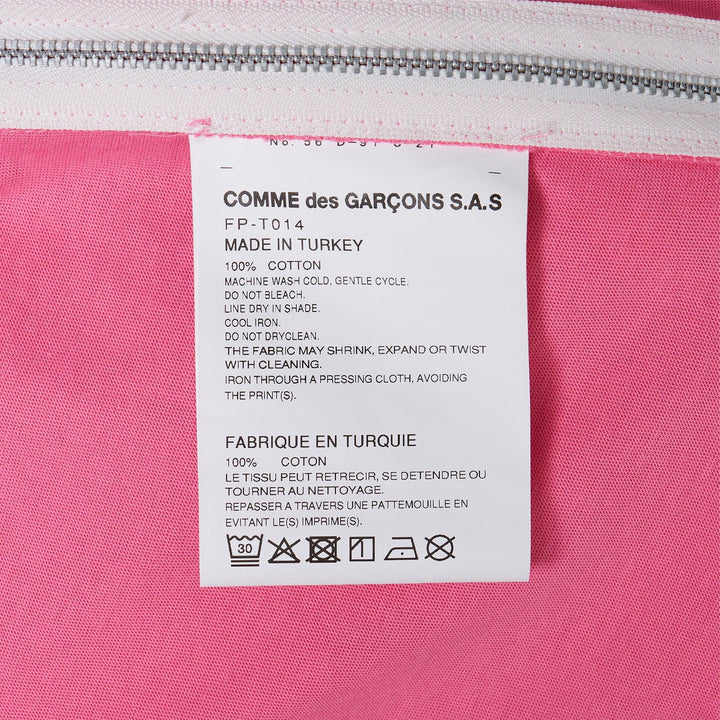 COMME des GARÇONS S.A.S
FP-T014
MADE IN TURKEY
100% COTTON
MACHINE WASH COLD, GENTLE CYCLE.
DO NOT BLEACH.
LINE DRY IN SHADE.
COOL IRON.
DO NOT DRYCLEAN.
THE FABRIC MAY SHRINK, EXPAND OR TWIST
WITH CLEANING.
IRON THROUGH A PRESSING CLOTH, AVOIDING
THE PRINT(S).
FABRIQUE EN TURQUIE
100% COTON
LE TISSU PEUT RETRECIR, SE DETENDRE OU
TOURNER AU NETTOYAGE.
REPASSER A TRAVERS UNE PATTEMOUILLE EN
EVITANT LE(S) IMPRIME(S).
30